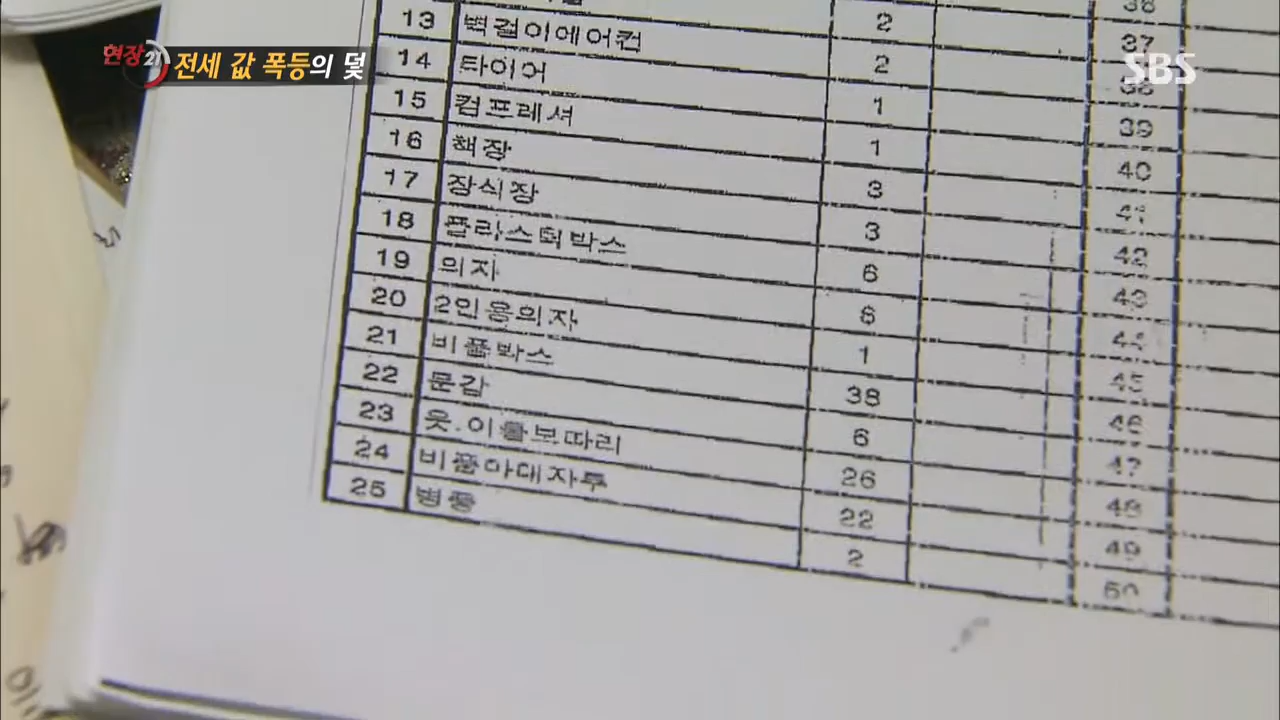 현장21 전세 값 폭등의 덫
SBS
36
2 37
13 벽걸이에어컨 2 38
14 타이어 1 39
15 컴프레셔 1 40
16 책장 3 41
17 장식장 3 42
18 플라스틱박스 6 43
19 의자 6 44
20 2인용의자 1 45
21 비품박스 38 46
22 물감 6 47
23 옷.이불보따리 26 48
24 비품마대자루 22 49
25 병풍 2 50